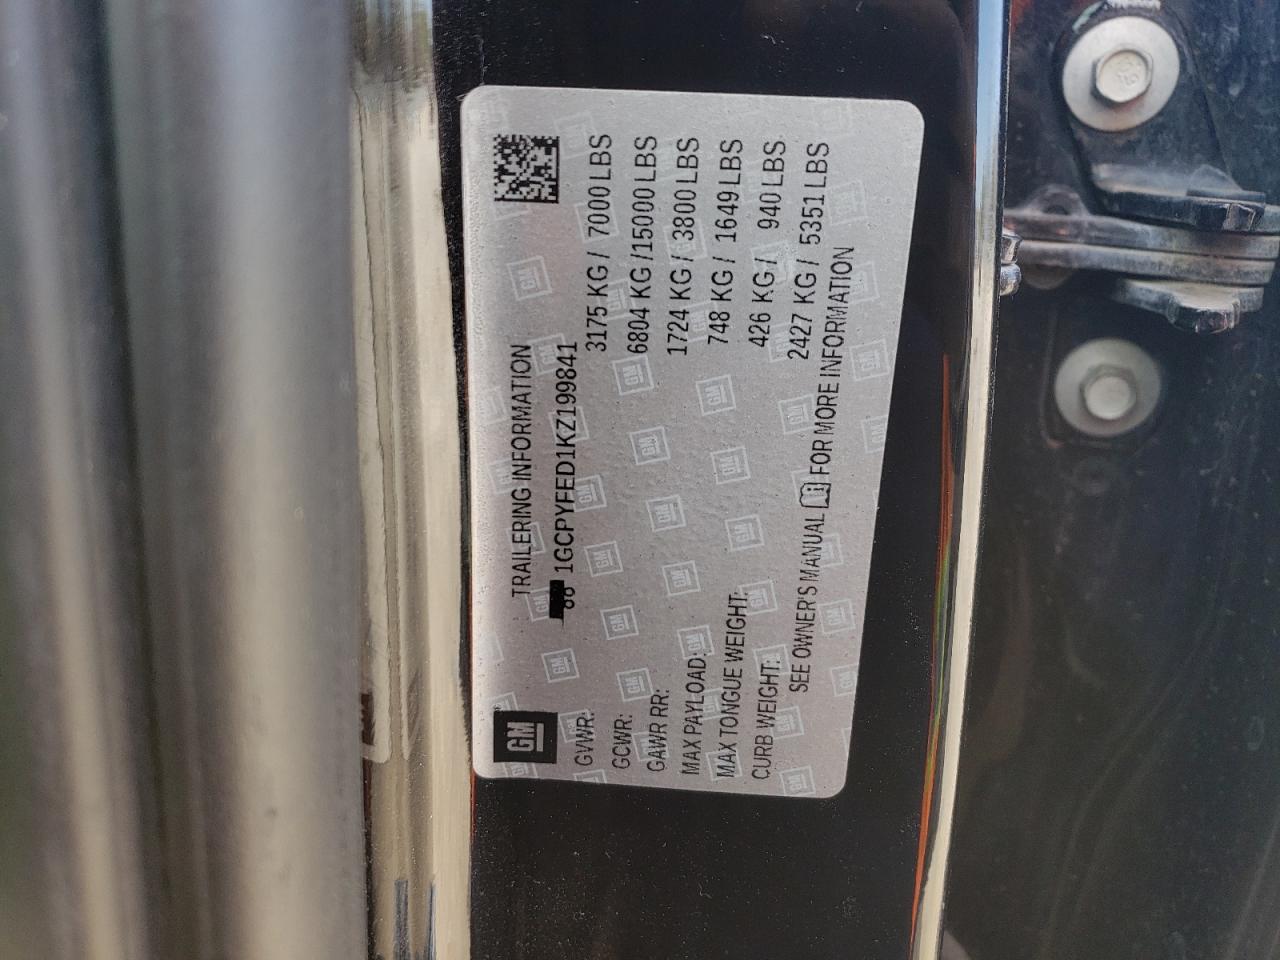 GM
TRAILERING INFORMATION
1GCPYFED1KZ199841
GVWR: 3175 KG / 7000 LBS
GCWR: 6804 KG /15000 LBS
GAWR RR: 1724 KG / 3800 LBS
MAX PAYLOAD: 748 KG / 1649 LBS
MAX TONGUE WEIGHT: 426 KG / 940 LBS
CURB WEIGHT: 2427 KG / 5351 LBS
SEE OWNER'S MANUAL FOR MORE INFORMATION